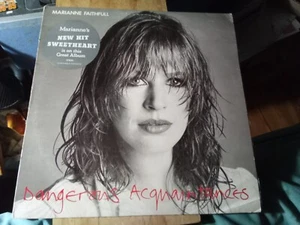 MARIANNE FAITHFULL
Marianne's
NEW HIT
SWEETHEART
is on this
Great Album
Dangerous Acquaintances